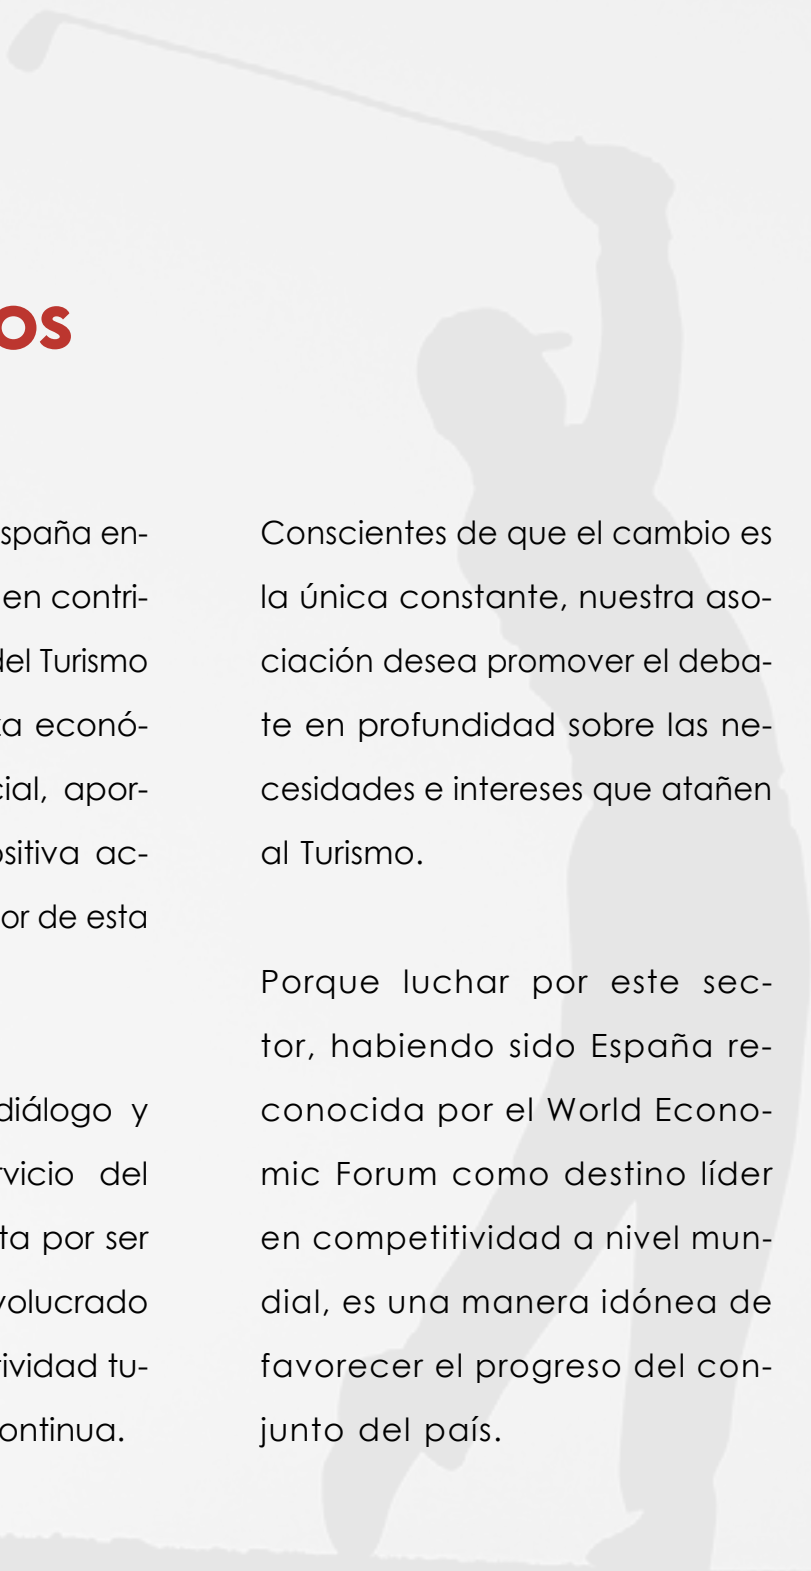 os
spaña en-
en contri-
del Turismo
za econó-
cial, apor-
ositiva ac-
or de esta
diálogo y
rvicio del
ta por ser
volucrado
tividad tu-
ontinua.
Conscientes de que el cambio es
la única constante, nuestra aso-
ciación desea promover el deba-
te en profundidad sobre las ne-
cesidades e intereses que atañen
al Turismo.
Porque luchar por este sec-
tor, habiendo sido España re-
conocida por el World Econo-
mic Forum como destino líder
en competitividad a nivel mun-
dial, es una manera idónea de
favorecer el progreso del con-
junto del país.